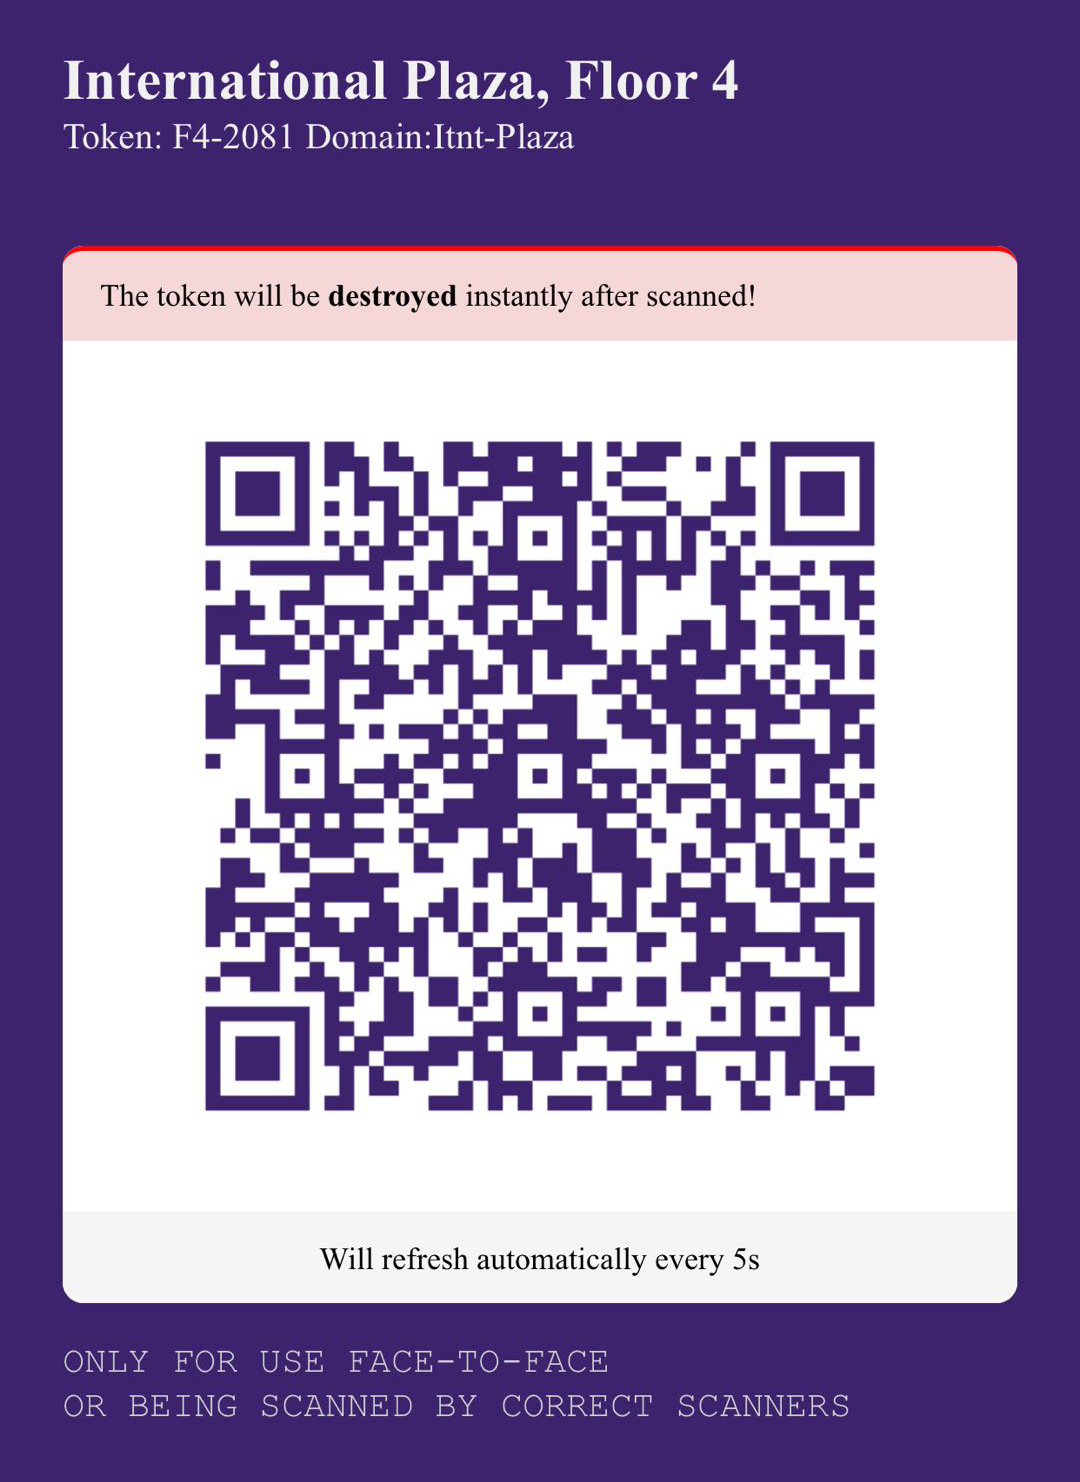 International Plaza, Floor 4
Token: F4-2081 Domain:Itnt-Plaza
The token will be destroyed instantly after scanned!
Will refresh automatically every 5s
ONLY FOR USE FACE-TO-FACE
OR BEING SCANNED BY CORRECT SCANNERS